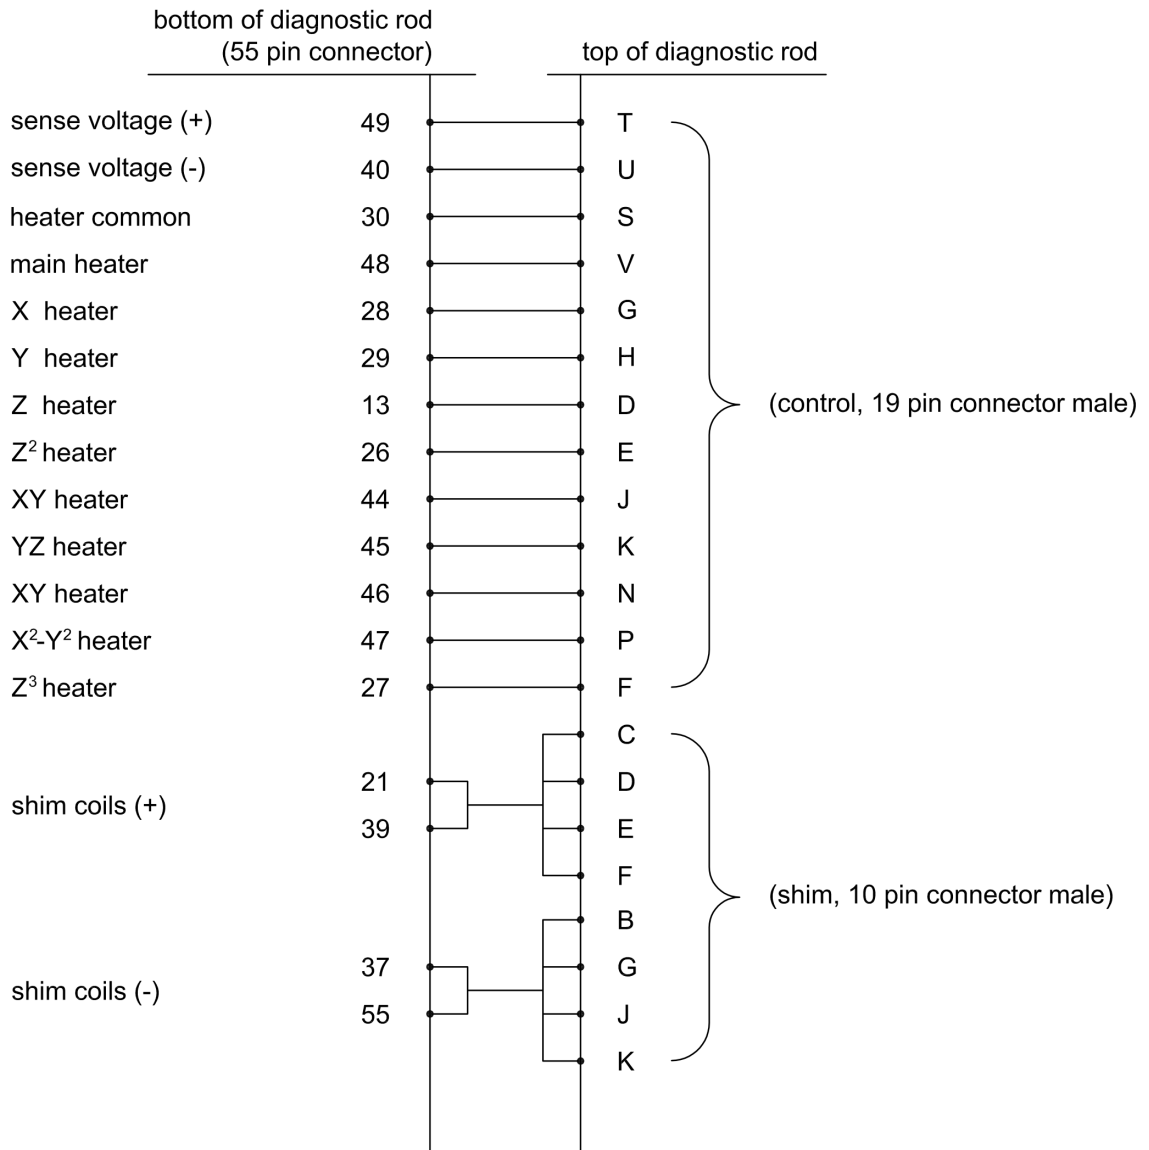 bottom of diagnostic rod
(55 pin connector)
top of diagnostic rod
sense voltage (+) 49 T
sense voltage (-) 40 U
heater common 30 S
main heater 48 V
X heater 28 G
Y heater 29 H
Z heater 13 D
(control, 19 pin connector male)
Z² heater 26 E
XY heater 44 J
YZ heater 45 K
XY heater 46 N
X²-Y² heater 47 P
Z³ heater 27 F
C
21 D
shim coils (+)
39 E
F
(shim, 10 pin connector male)
B
37 G
shim coils (-)
55 J
K